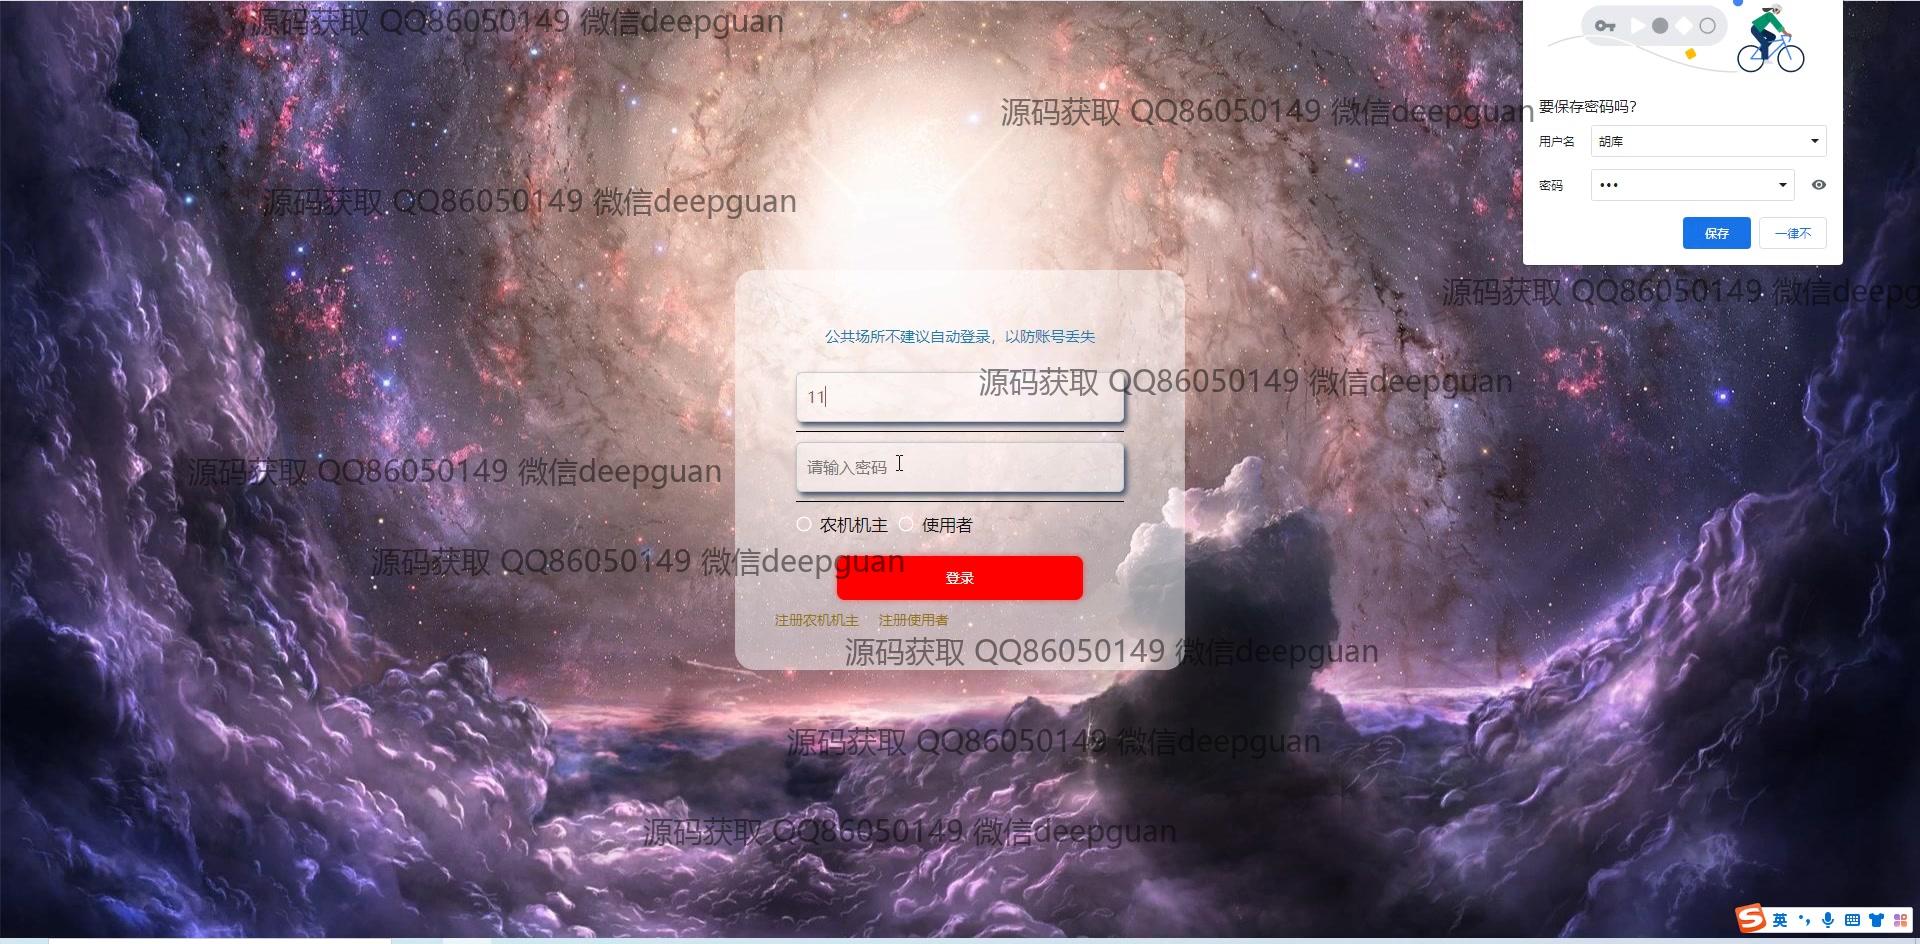 源码获取 QQ86050149 微信deepguan
源码获取 QQ86050149 微信deepguan
要保存密码吗?
用户名
胡库
密码
•••
保存
一律不
源码获取 QQ86050149 微信deepguan
源码获取 QQ86050149 微信deepg
公共场所不建议自动登录，以防账号丢失
源码获取 QQ86050149 微信deepguan
11
请输入密码
源码获取 QQ86050149 微信deepguan
农机机主
使用者
源码获取 QQ86050149 微信deepguan
登录
注册农机机主
注册使用者
源码获取 QQ86050149 微信deepguan
源码获取 QQ86050149 微信deepguan
源码获取 QQ86050149 微信deepguan
英